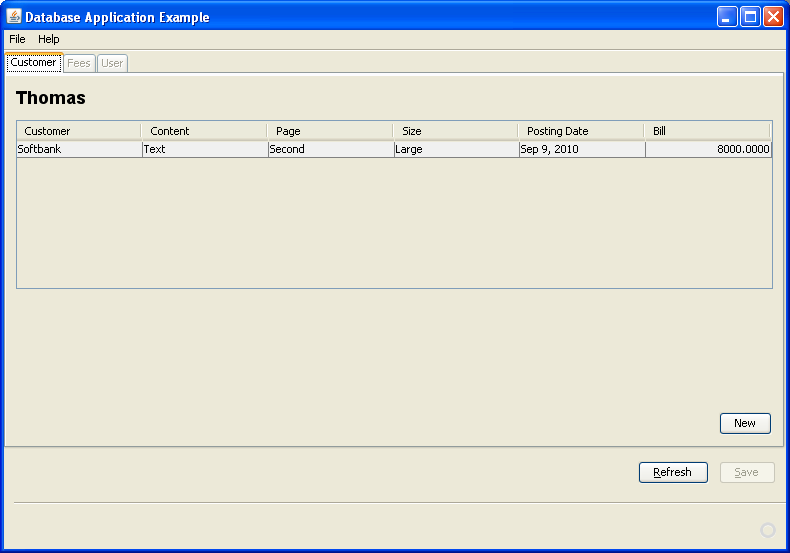 Database Application Example
File Help
Customer Fees User
Thomas
Customer Content Page Size Posting Date Bill
Softbank Text Second Large Sep 9, 2010 8000.0000
New
Refresh Save